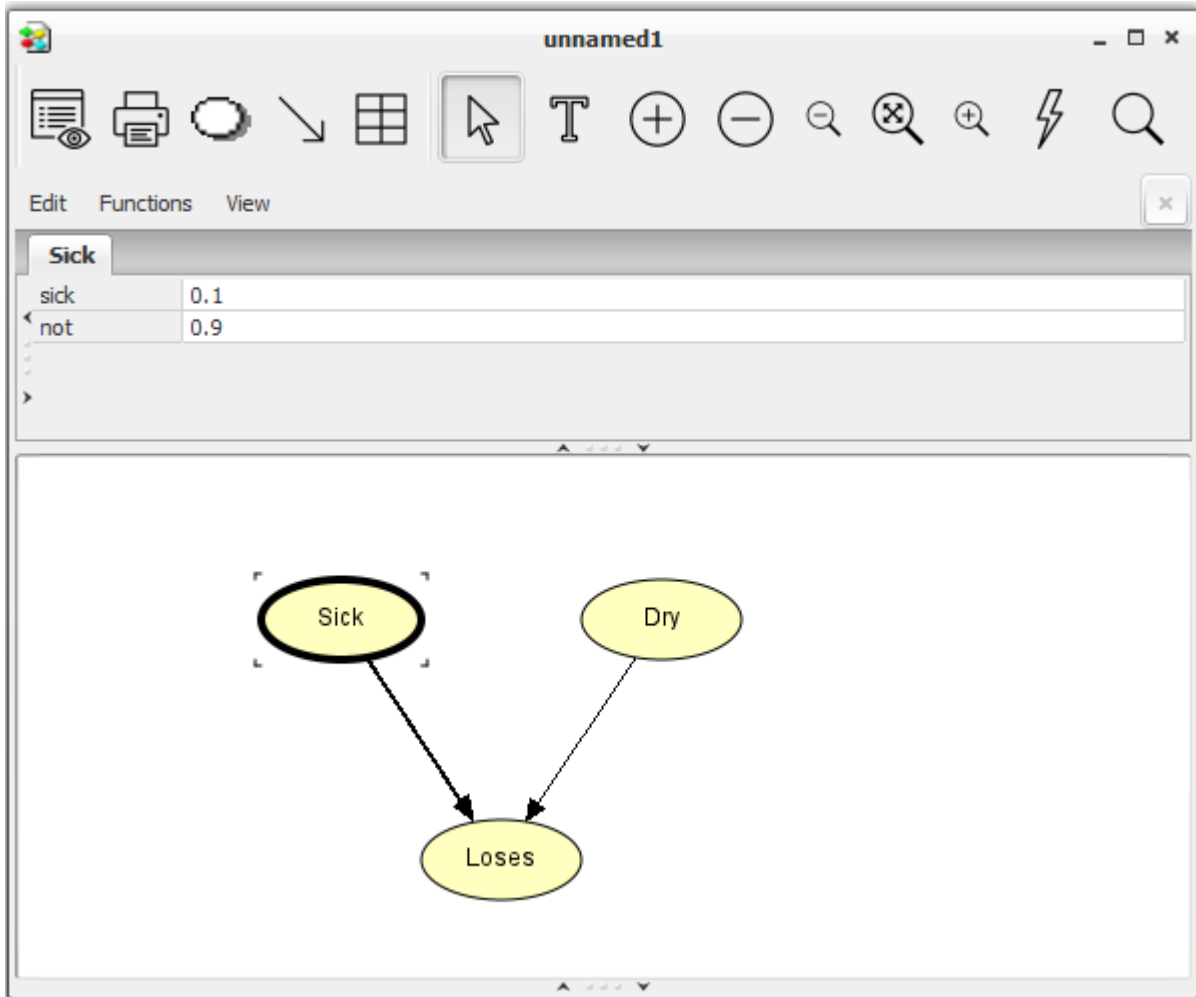 unnamed1
T
Edit Functions View
Sick
sick 0.1
not 0.9
Sick Dry
Loses